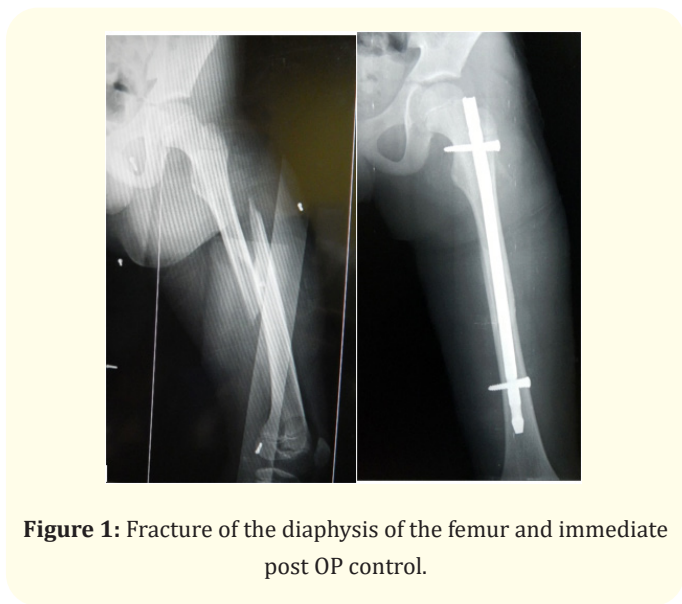 Figure 1: Fracture of the diaphysis of the femur and immediate
post OP control.